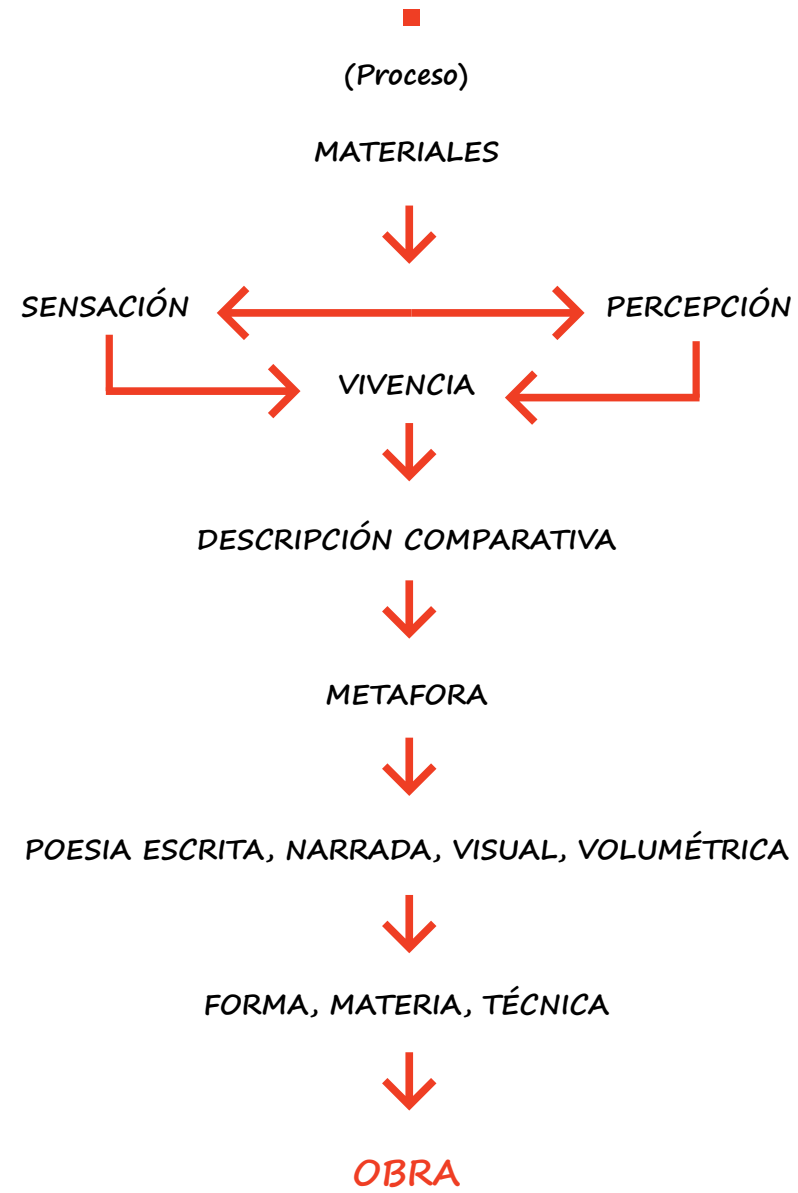 (Proceso)
MATERIALES
SENSACIÓN PERCEPCIÓN
VIVENCIA
DESCRIPCIÓN COMPARATIVA
METAFORA
POESIA ESCRITA, NARRADA, VISUAL, VOLUMÉTRICA
FORMA, MATERIA, TÉCNICA
OBRA